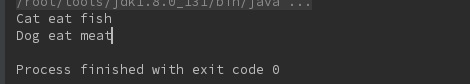 /root/tools/jdk1.8.0_131/bin/java ...
Cat eat fish
Dog eat meat
Process finished with exit code 0